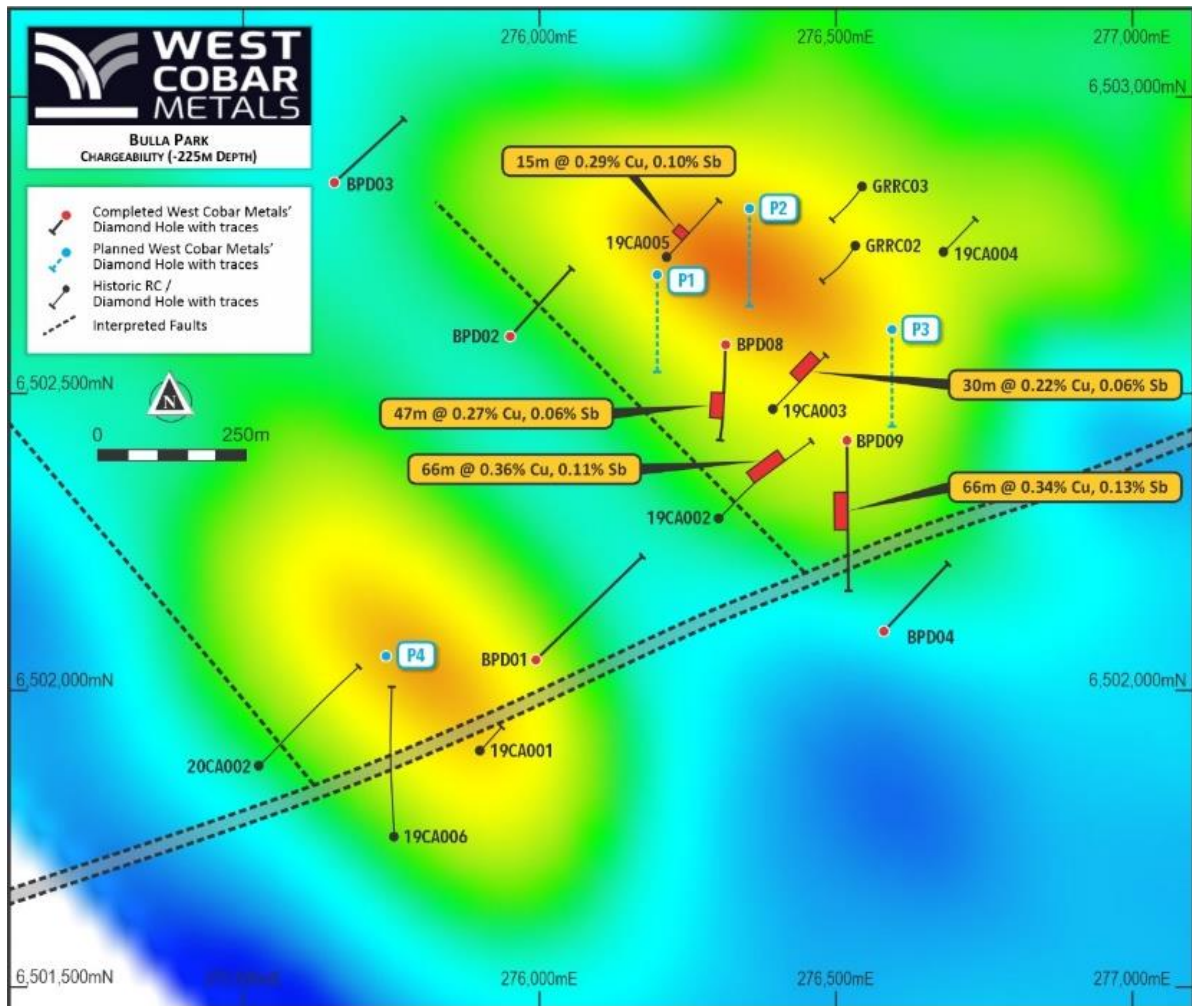 WEST
COBAR
METALS
BULLA PARK
CHARGEABILITY (-225M DEPTH)
Completed West Cobar Metals'
Diamond Hole with traces
Planned West Cobar Metals'
Diamond Hole with traces
Historic RC /
Diamond Hole with traces
Interpreted Faults
N
0 250m
276,000mE
276,500mE
277,000mE
6,503,000mN
BPD03
15m @ 0.29% Cu, 0.10% Sb
GRRC03
P2
19CA005
GRRC02
19CA004
P1
BPD02
P3
BPD08
6,502,500mN
30m @ 0.22% Cu, 0.06% Sb
47m @ 0.27% Cu, 0.06% Sb
19CA003
BPD09
66m @ 0.36% Cu, 0.11% Sb
66m @ 0.34% Cu, 0.13% Sb
19CA002
BPD04
P4
BPD01
6,502,000mN
6,502,000mN
19CA001
20CA002
19CA006
6,501,500mN
276,000mE
276,500mE
277,000mE